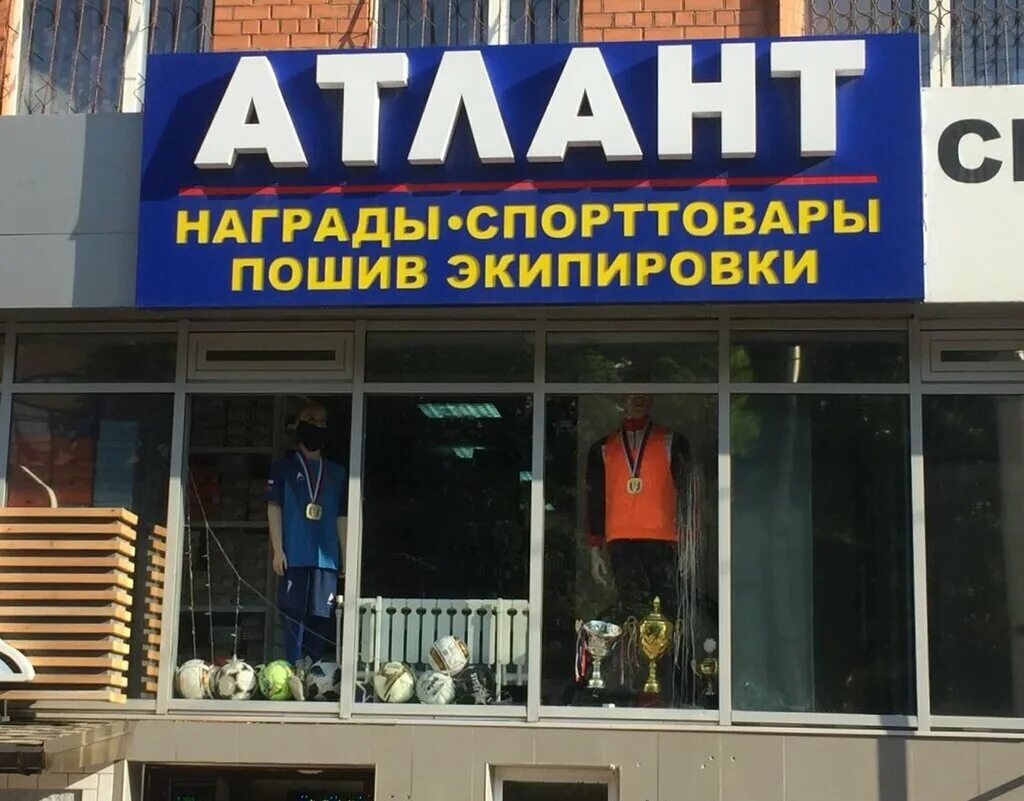 АТЛАНТ
НАГРАДЫ•СПОРТТОВАРЫ
ПОШИВ ЭКИПИРОВКИ